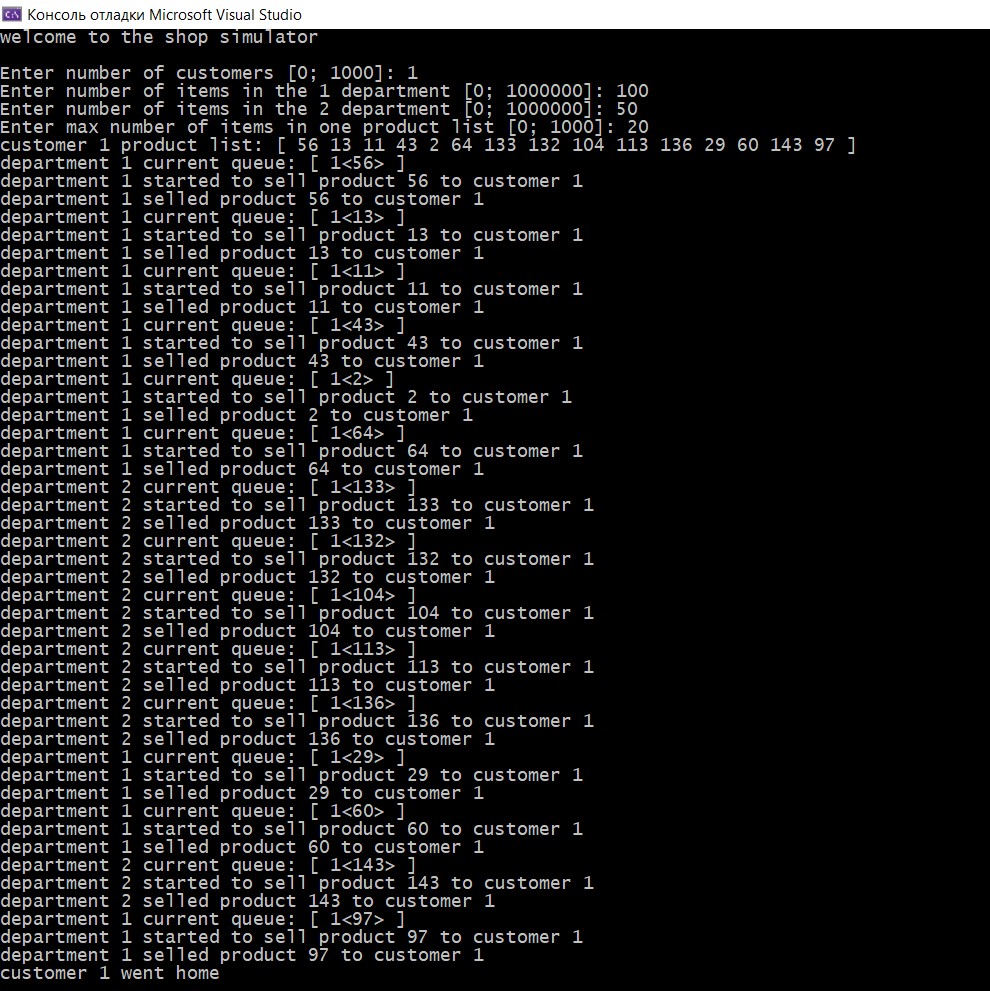 Консоль отладки Microsoft Visual Studio
welcome to the shop simulator
Enter number of customers [0; 1000]: 1
Enter number of items in the 1 department [0; 1000000]: 100
Enter number of items in the 2 department [0; 1000000]: 50
Enter max number of items in one product list [0; 1000]: 20
customer 1 product list: [ 56 13 11 43 2 64 133 132 104 113 136 29 60 143 97 ]
department 1 current queue: [ 1<56> ]
department 1 started to sell product 56 to customer 1
department 1 selled product 56 to customer 1
department 1 current queue: [ 1<13> ]
department 1 started to sell product 13 to customer 1
department 1 selled product 13 to customer 1
department 1 current queue: [ 1<11> ]
department 1 started to sell product 11 to customer 1
department 1 selled product 11 to customer 1
department 1 current queue: [ 1<43> ]
department 1 started to sell product 43 to customer 1
department 1 selled product 43 to customer 1
department 1 current queue: [ 1<2> ]
department 1 started to sell product 2 to customer 1
department 1 selled product 2 to customer 1
department 1 current queue: [ 1<64> ]
department 1 started to sell product 64 to customer 1
department 1 selled product 64 to customer 1
department 2 current queue: [ 1<133> ]
department 2 started to sell product 133 to customer 1
department 2 selled product 133 to customer 1
department 2 current queue: [ 1<132> ]
department 2 started to sell product 132 to customer 1
department 2 selled product 132 to customer 1
department 2 current queue: [ 1<104> ]
department 2 started to sell product 104 to customer 1
department 2 selled product 104 to customer 1
department 2 current queue: [ 1<113> ]
department 2 started to sell product 113 to customer 1
department 2 selled product 113 to customer 1
department 2 current queue: [ 1<136> ]
department 2 started to sell product 136 to customer 1
department 2 selled product 136 to customer 1
department 1 current queue: [ 1<29> ]
department 1 started to sell product 29 to customer 1
department 1 selled product 29 to customer 1
department 1 current queue: [ 1<60> ]
department 1 started to sell product 60 to customer 1
department 1 selled product 60 to customer 1
department 2 current queue: [ 1<143> ]
department 2 started to sell product 143 to customer 1
department 2 selled product 143 to customer 1
department 1 current queue: [ 1<97> ]
department 1 started to sell product 97 to customer 1
department 1 selled product 97 to customer 1
customer 1 went home